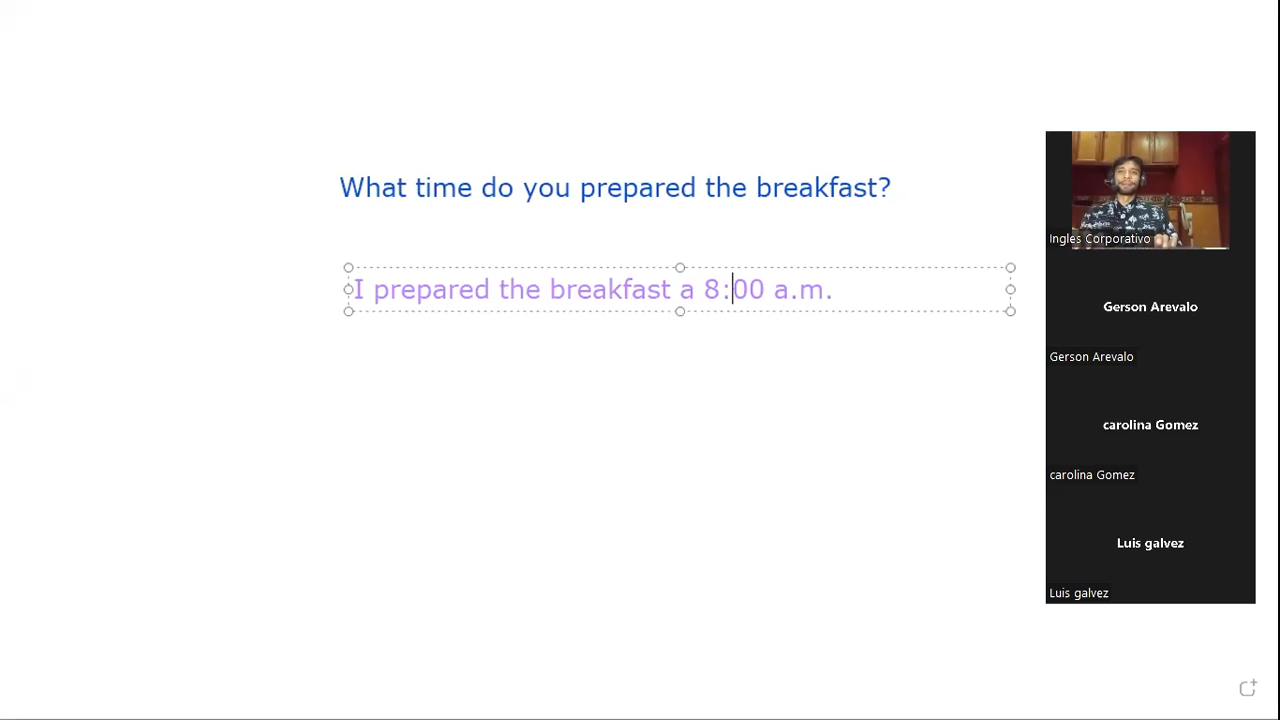 What time do you prepared the breakfast?
I prepared the breakfast a 8:00 a.m.
Ingles Corporativo
Gerson Arevalo
Gerson Arevalo
carolina Gomez
carolina Gomez
Luis galvez
Luis galvez